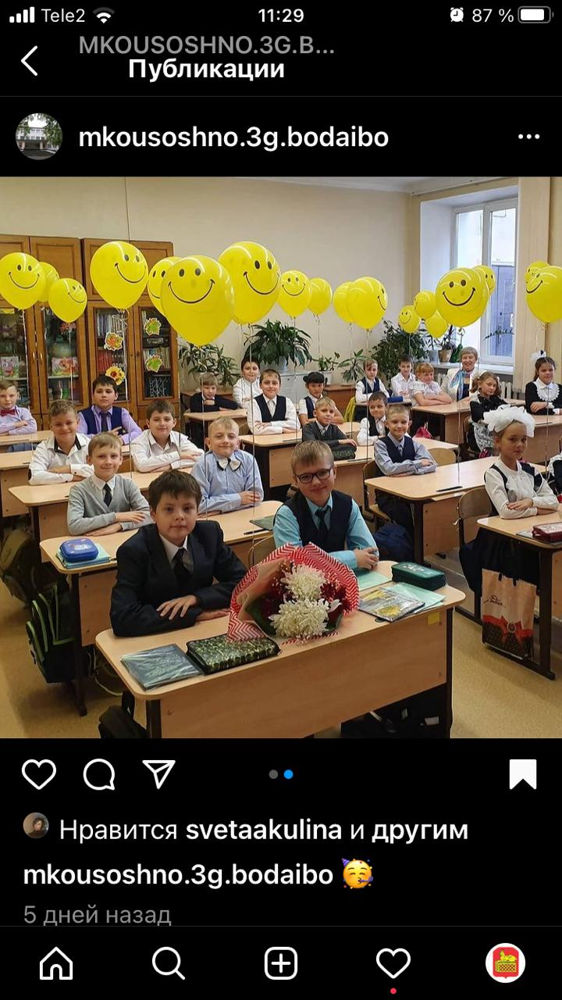 Tele2
11:29
87 %
MKOUSOSHNO.3G.B...
Публикации
mkousoshno.3g.bodaibo
Нравится svetaakulina и другим
mkousoshno.3g.bodaibo
5 дней назад